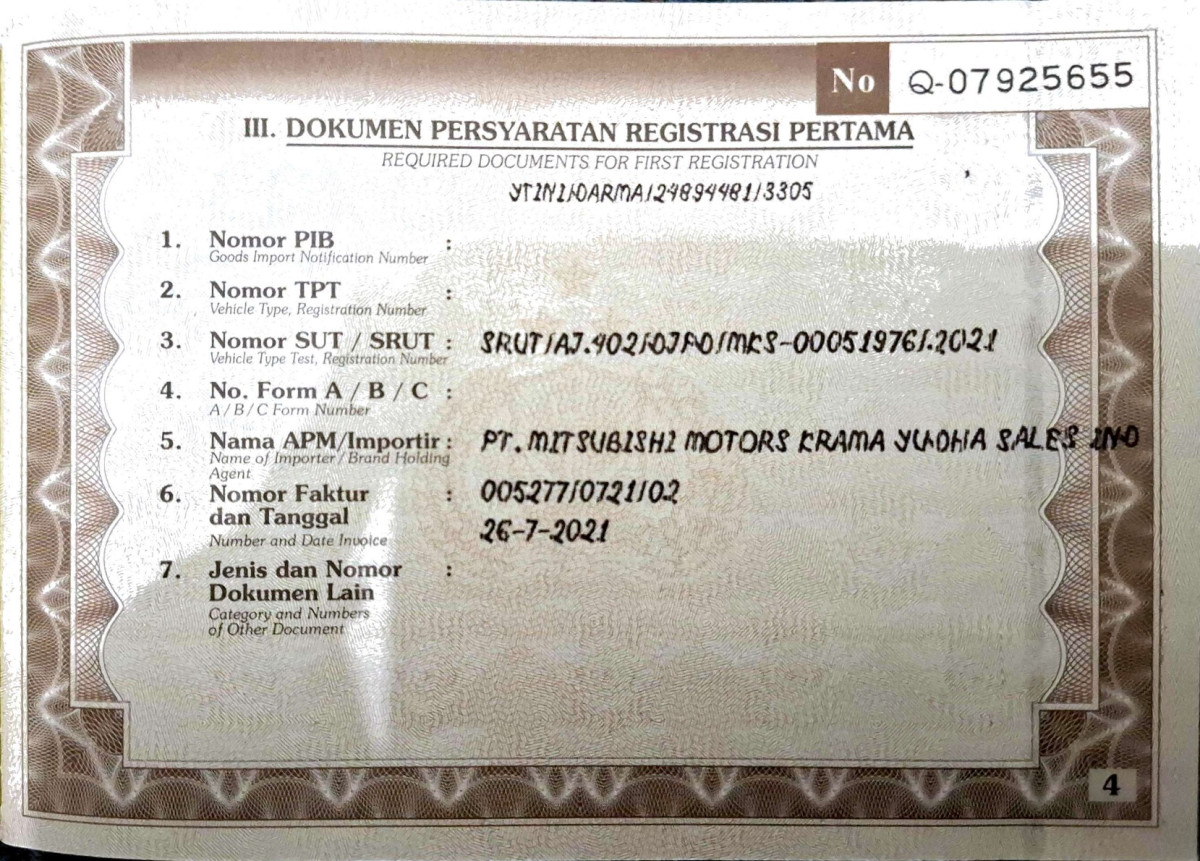 No Q-07925655
III. DOKUMEN PERSYARATAN REGISTRASI PERTAMA
REQUIRED DOCUMENTS FOR FIRST REGISTRATION
YTINI/DARMA/24894481/3305
1. Nomor PIB :
Goods Import Notification Number
2. Nomor TPT :
Vehicle Type, Registration Number
3. Nomor SUT / SRUT : SRUT/AJ.402/DJPD/MKS-00051976/.2021
Vehicle Type Test, Registration Number
4. No. Form A / B / C :
A / B / C Form Number
5. Nama APM/Importir : PT. MITSUBISHI MOTORS KRAMA YUDHA SALES IND
Name of Importer / Brand Holding
Agent
6. Nomor Faktur : 005277/0721/02
dan Tanggal 26-7-2021
Number and Date Invoice
7. Jenis dan Nomor :
Dokumen Lain
Category and Numbers
of Other Document
4